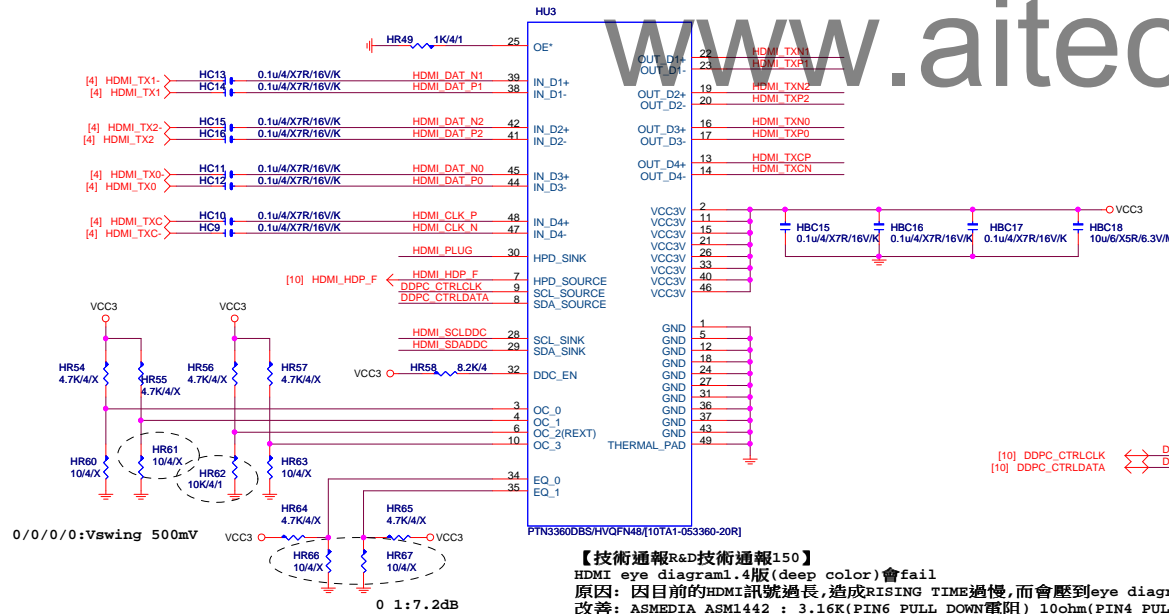 HU3
www.aitec
HR49 1K/4/1
25 OE*
[4] HDMI_TX1- HC13 0.1u/4/X7R/16V/K HDMI_DAT_N1 39 IN_D1+
[4] HDMI_TX1 HC14 0.1u/4/X7R/16V/K HDMI_DAT_P1 38 IN_D1-
[4] HDMI_TX2- HC15 0.1u/4/X7R/16V/K HDMI_DAT_N2 42 IN_D2+
[4] HDMI_TX2 HC16 0.1u/4/X7R/16V/K HDMI_DAT_P2 41 IN_D2-
[4] HDMI_TX0- HC11 0.1u/4/X7R/16V/K HDMI_DAT_N0 45 IN_D3+
[4] HDMI_TX0 HC12 0.1u/4/X7R/16V/K HDMI_DAT_P0 44 IN_D3-
[4] HDMI_TXC HC10 0.1u/4/X7R/16V/K HDMI_CLK_P 48 IN_D4+
[4] HDMI_TXC- HC9 0.1u/4/X7R/16V/K HDMI_CLK_N 47 IN_D4-
HDMI_PLUG 30 HPD_SINK
[10] HDMI_HDP_F HDMI_HDP_F 7 HPD_SOURCE
DDPC_CTRLCLK 9 SCL_SOURCE
DDPC_CTRLDATA 8 SDA_SOURCE
HDMI_SCLDDC 28 SCL_SINK
HDMI_SDADDC 29 SDA_SINK
VCC3 HR58 8.2K/4 32 DDC_EN
3 OC_0
4 OC_1
6 OC_2(REXT)
10 OC_3
34 EQ_0
35 EQ_1
OUT_D1+ 22 HDMI_TXN1
OUT_D1- 23 HDMI_TXP1
OUT_D2+ 19 HDMI_TXN2
OUT_D2- 20 HDMI_TXP2
OUT_D3+ 16 HDMI_TXN0
OUT_D3- 17 HDMI_TXP0
OUT_D4+ 13 HDMI_TXCP
OUT_D4- 14 HDMI_TXCN
VCC3V 2
VCC3V 11
VCC3V 15
VCC3V 21
VCC3V 26
VCC3V 33
VCC3V 40
VCC3V 46
VCC3
HBC15
0.1u/4/X7R/16V/K
HBC16
0.1u/4/X7R/16V/K
HBC17
0.1u/4/X7R/16V/K
HBC18
10u/6/X5R/6.3V/M
GND 1
GND 5
GND 12
GND 18
GND 24
GND 27
GND 31
GND 36
GND 37
GND 43
THERMAL_PAD 49
VCC3
VCC3
HR54
4.7K/4/X
HR55
4.7K/4/X
HR56
4.7K/4/X
HR57
4.7K/4/X
HR60
10/4/X
HR61
10/4/X
HR62
10K/4/1
HR63
10/4/X
0/0/0/0:Vswing 500mV
VCC3 HR64
4.7K/4/X
HR65
4.7K/4/X VCC3
HR66
10/4/X
HR67
10/4/X
0 1:7.2dB
PTN3360DBS/HVQFN48/[10TA1-053360-20R]
[10] DDPC_CTRLCLK
[10] DDPC_CTRLDATA
【技術通報R&D技術通報150】
HDMI eye diagram1.4版(deep color)會fail
原因: 因目前的HDMI訊號過長,造成RISING TIME過慢,而會壓到eye diag
改善: ASMEDIA ASM1442 : 3.16K(PIN6 PULL DOWN電阻) 10ohm(PIN4 PUL